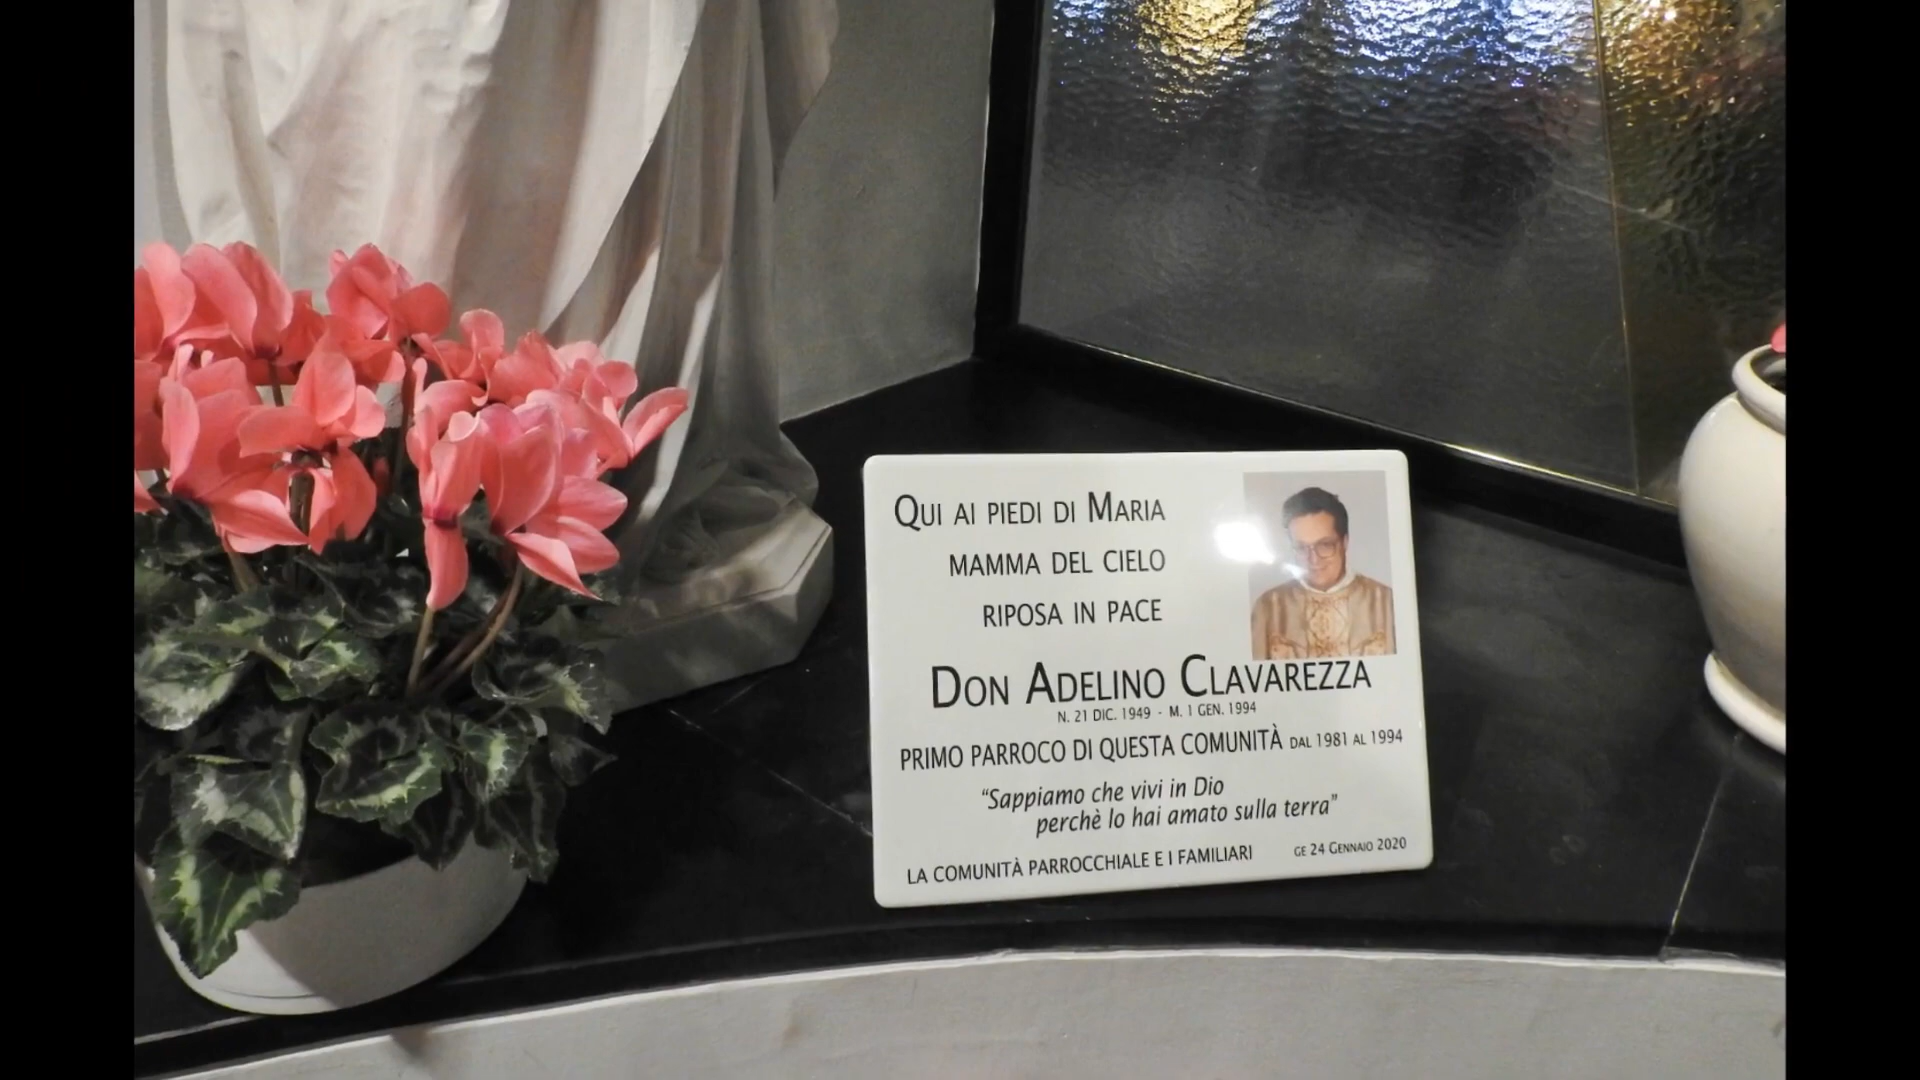 QUI AI PIEDI DI MARIA
MAMMA DEL CIELO
RIPOSA IN PACE
DON ADELINO CLAVAREZZA
N. 21 DIC. 1949 - M. 1 GEN. 1994
PRIMO PARROCO DI QUESTA COMUNITÀ DAL 1981 AL 1994
“Sappiamo che vivi in Dio
perchè lo hai amato sulla terra”
LA COMUNITÀ PARROCCHIALE E I FAMILIARI GE 24 GENNAIO 2020